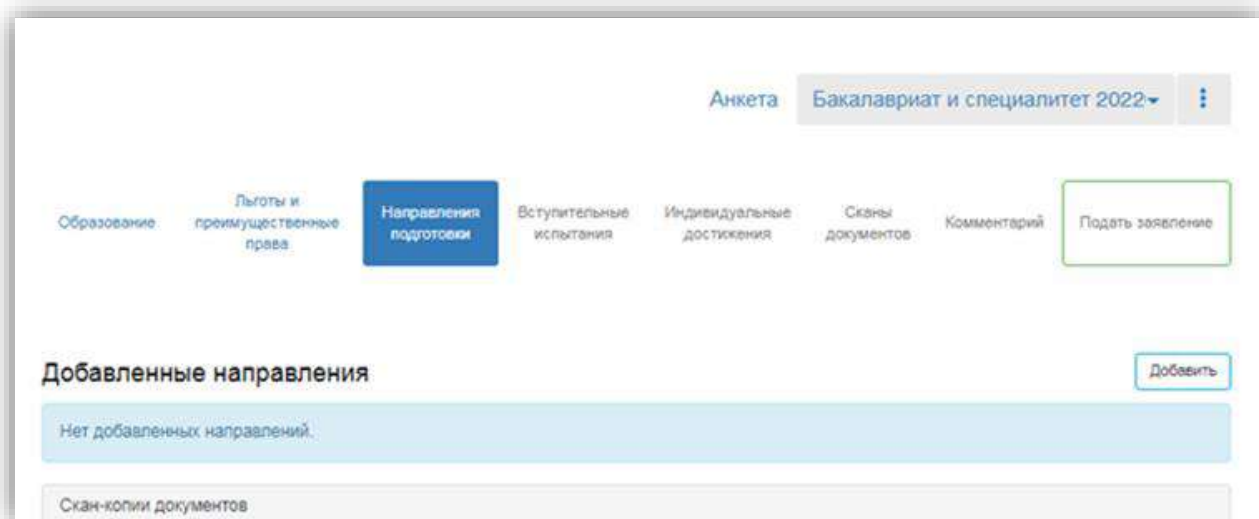 Анкета Бакалавриат и специалитет 2022
Образование
Льготы и
преимущественные
права
Направления
подготовки
Вступительные
испытания
Индивидуальные
достижения
Сканы
документов
Комментарий
Подать заявление
Добавленные направления
Добавить
Нет добавленных направлений.
Скан-копии документов